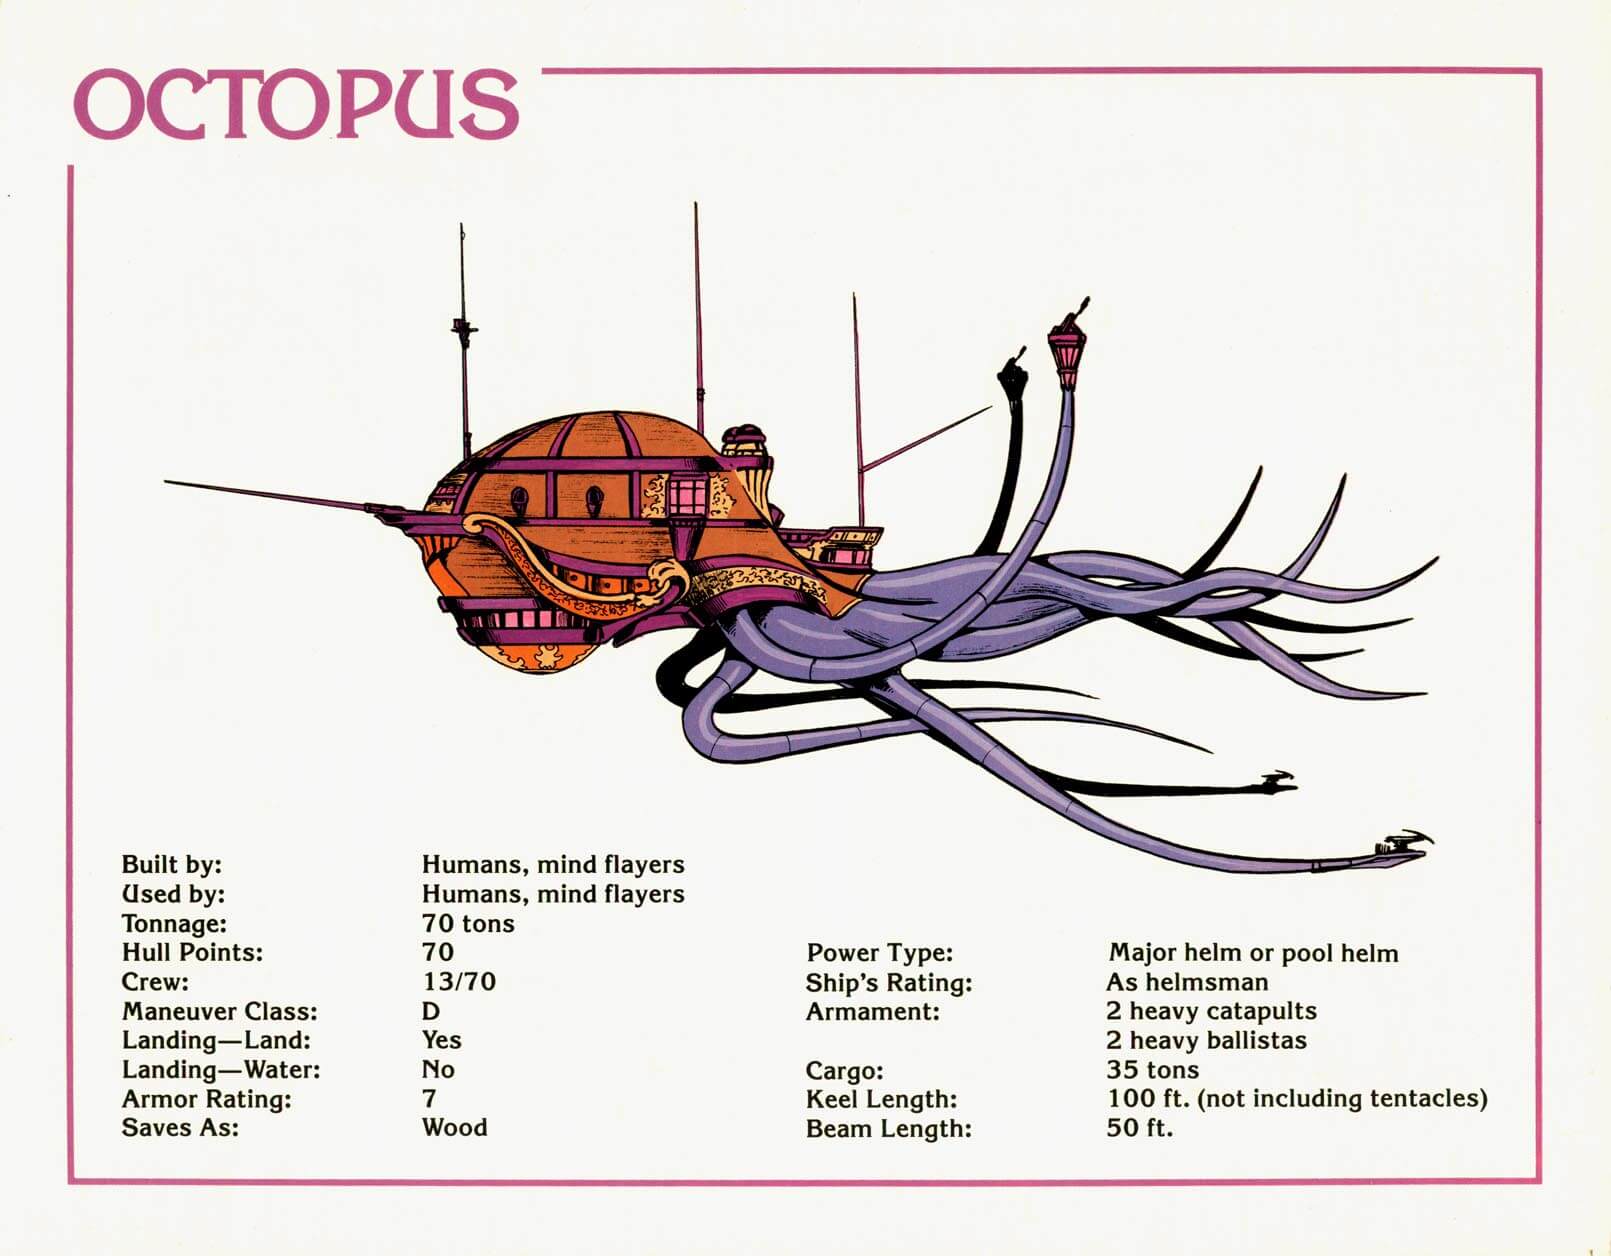 OCTOPUS
Built by: Humans, mind flayers
Used by: Humans, mind flayers
Tonnage: 70 tons
Hull Points: 70
Crew: 13/70
Maneuver Class: D
Landing—Land: Yes
Landing—Water: No
Armor Rating: 7
Saves As: Wood
Power Type: Major helm or pool helm
Ship's Rating: As helmsman
Armament: 2 heavy catapults
2 heavy ballistas
Cargo: 35 tons
Keel Length: 100 ft. (not including tentacles)
Beam Length: 50 ft.